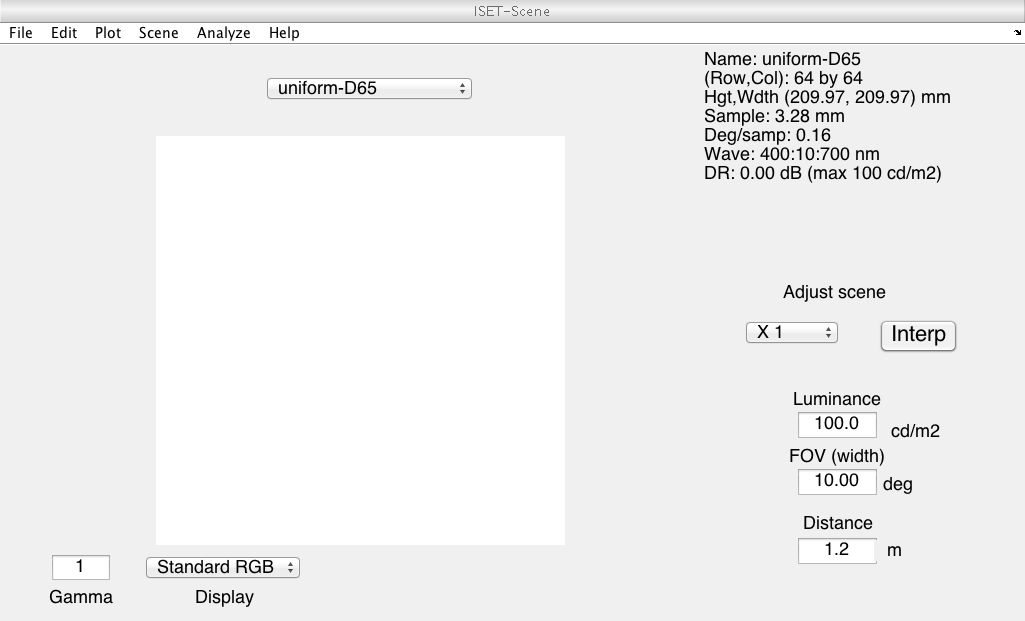 ISET-Scene
File Edit Plot Scene Analyze Help
uniform-D65
Name: uniform-D65
(Row,Col): 64 by 64
Hgt,Wdth (209.97, 209.97) mm
Sample: 3.28 mm
Deg/samp: 0.16
Wave: 400:10:700 nm
DR: 0.00 dB (max 100 cd/m2)
Adjust scene
X 1 Interp
Luminance
100.0 cd/m2
FOV (width)
10.00 deg
Distance
1.2 m
1 Standard RGB
Gamma Display